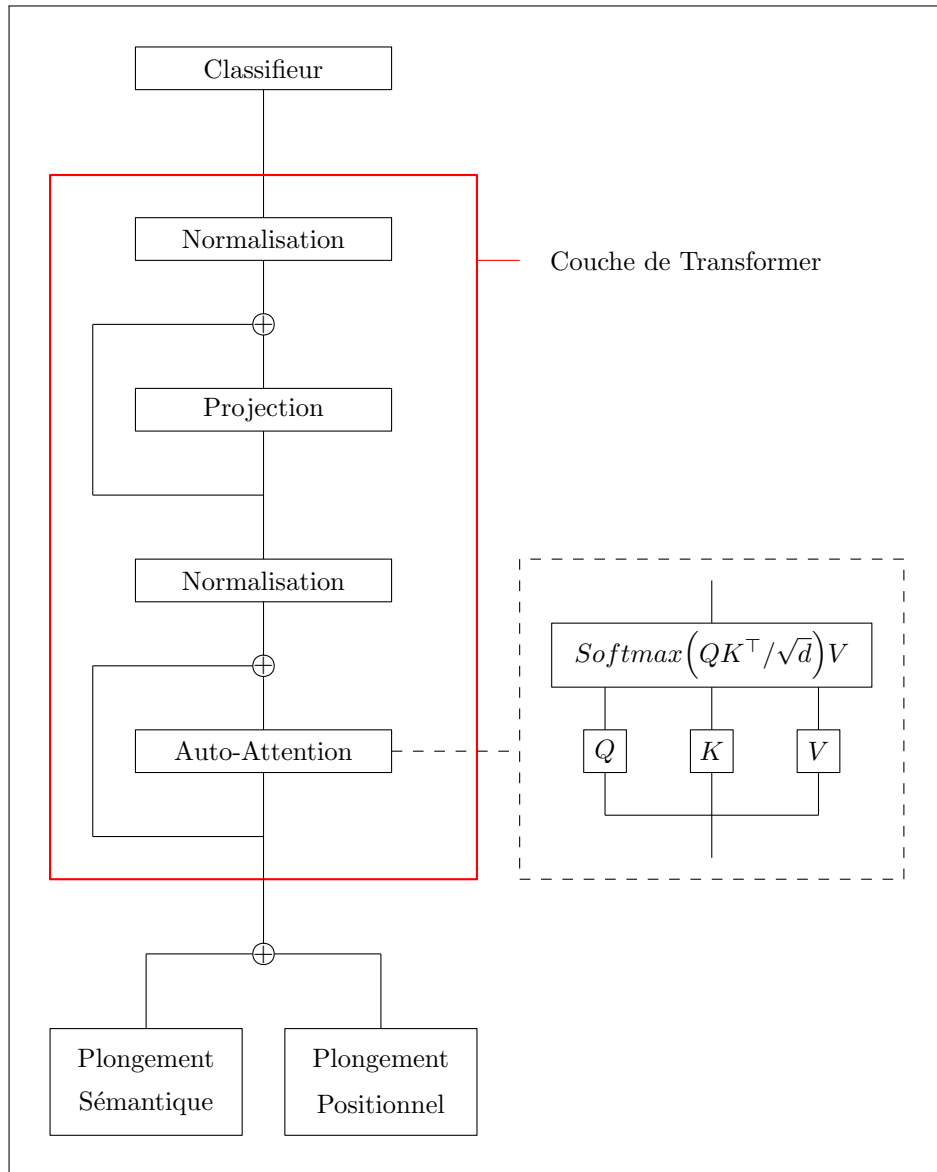 Classifieur
Normalisation
Couche de Transformer
Projection
Normalisation
Softmax(QK⊤/√d)V
Auto-Attention
Q
K
V
Plongement
Sémantique
Plongement
Positionnel